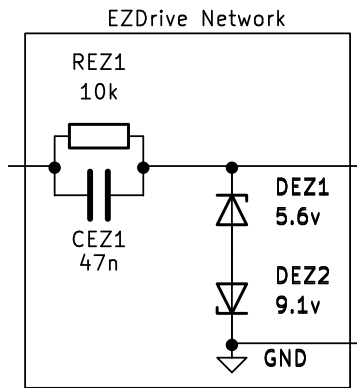 EZDrive Network
REZ1
10k
CEZ1
47n
DEZ1
5.6v
DEZ2
9.1v
GND